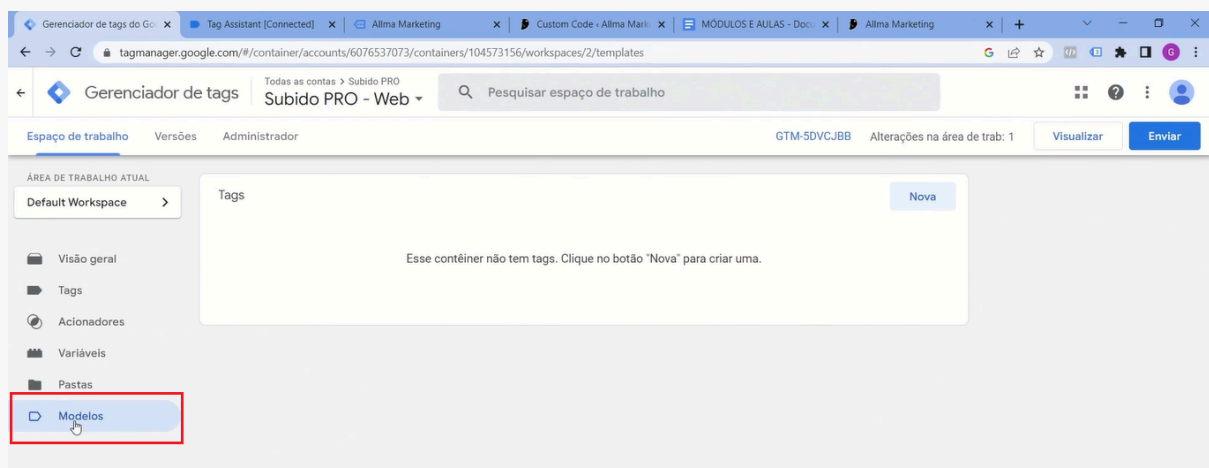 Gerenciador de tags do Go
Tag Assistant [Connected]
Allma Marketing
Custom Code ‹ Allma Mark
MÓDULOS E AULAS - Docu
Allma Marketing
tagmanager.google.com/#/container/accounts/6076537073/containers/104573156/workspaces/2/templates
G
Gerenciador de tags
Todas as contas > Subido PRO
Subido PRO - Web
Pesquisar espaço de trabalho
Espaço de trabalho
Versões
Administrador
GTM-5DVCJBB
Alterações na área de trab: 1
Visualizar
Enviar
ÁREA DE TRABALHO ATUAL
Default Workspace
Tags
Nova
Esse contêiner não tem tags. Clique no botão "Nova" para criar uma.
Visão geral
Tags
Acionadores
Variáveis
Pastas
Modelos